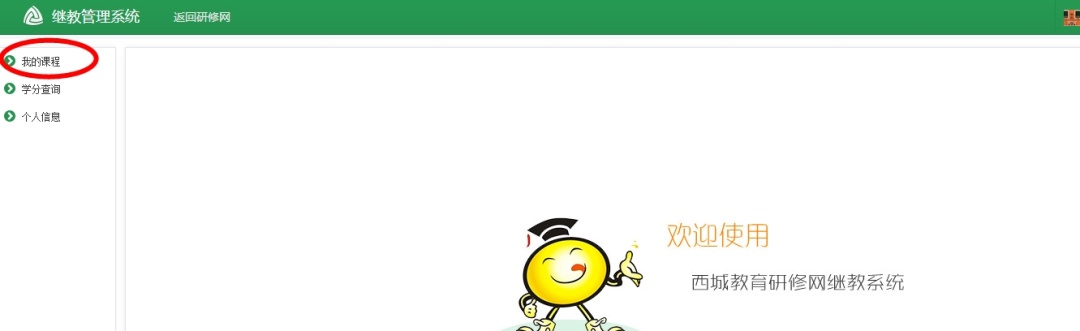 继教管理系统 返回研修网
我的课程
学分查询
个人信息
欢迎使用
西城教育研修网继教系统